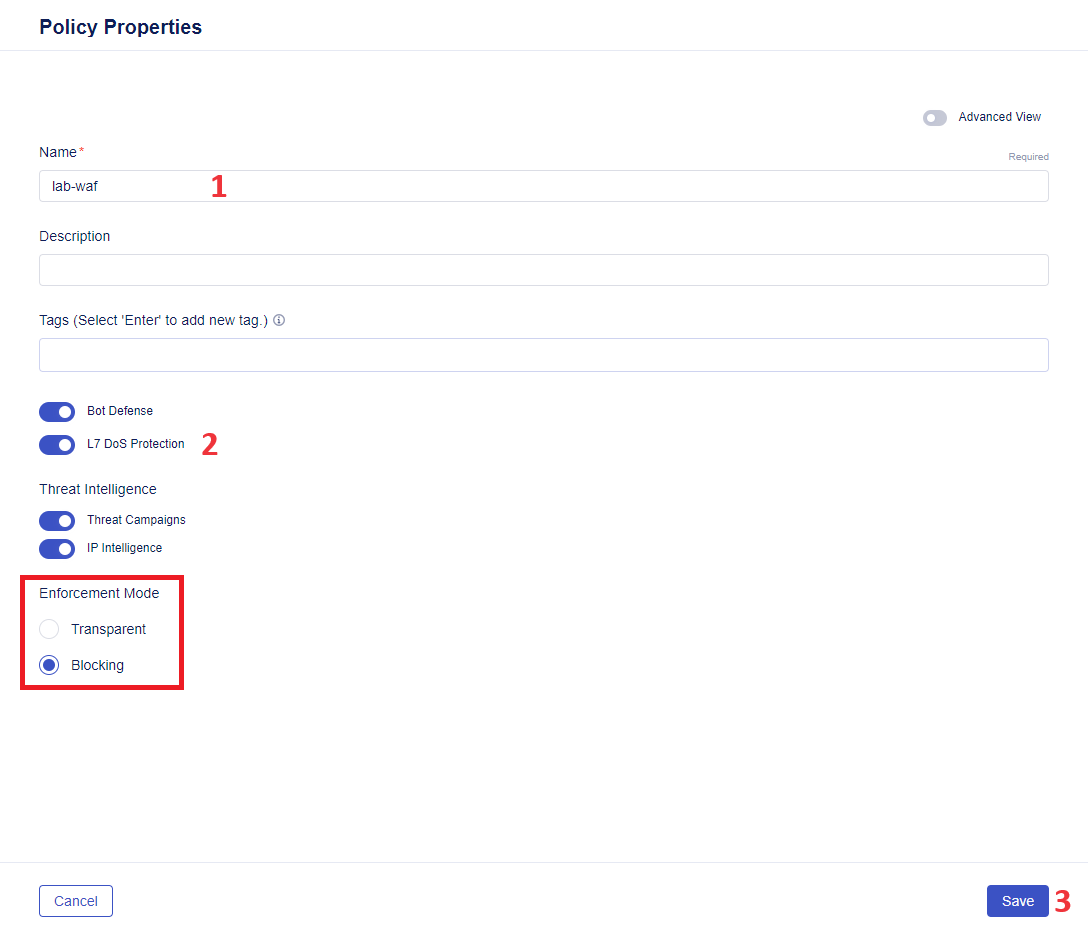 Policy Properties
Advanced View
Name*
Required
lab-waf 1
Description
Tags (Select 'Enter' to add new tag.)
Bot Defense
L7 DoS Protection 2
Threat Intelligence
Threat Campaigns
IP Intelligence
Enforcement Mode
Transparent
Blocking
Cancel
Save 3